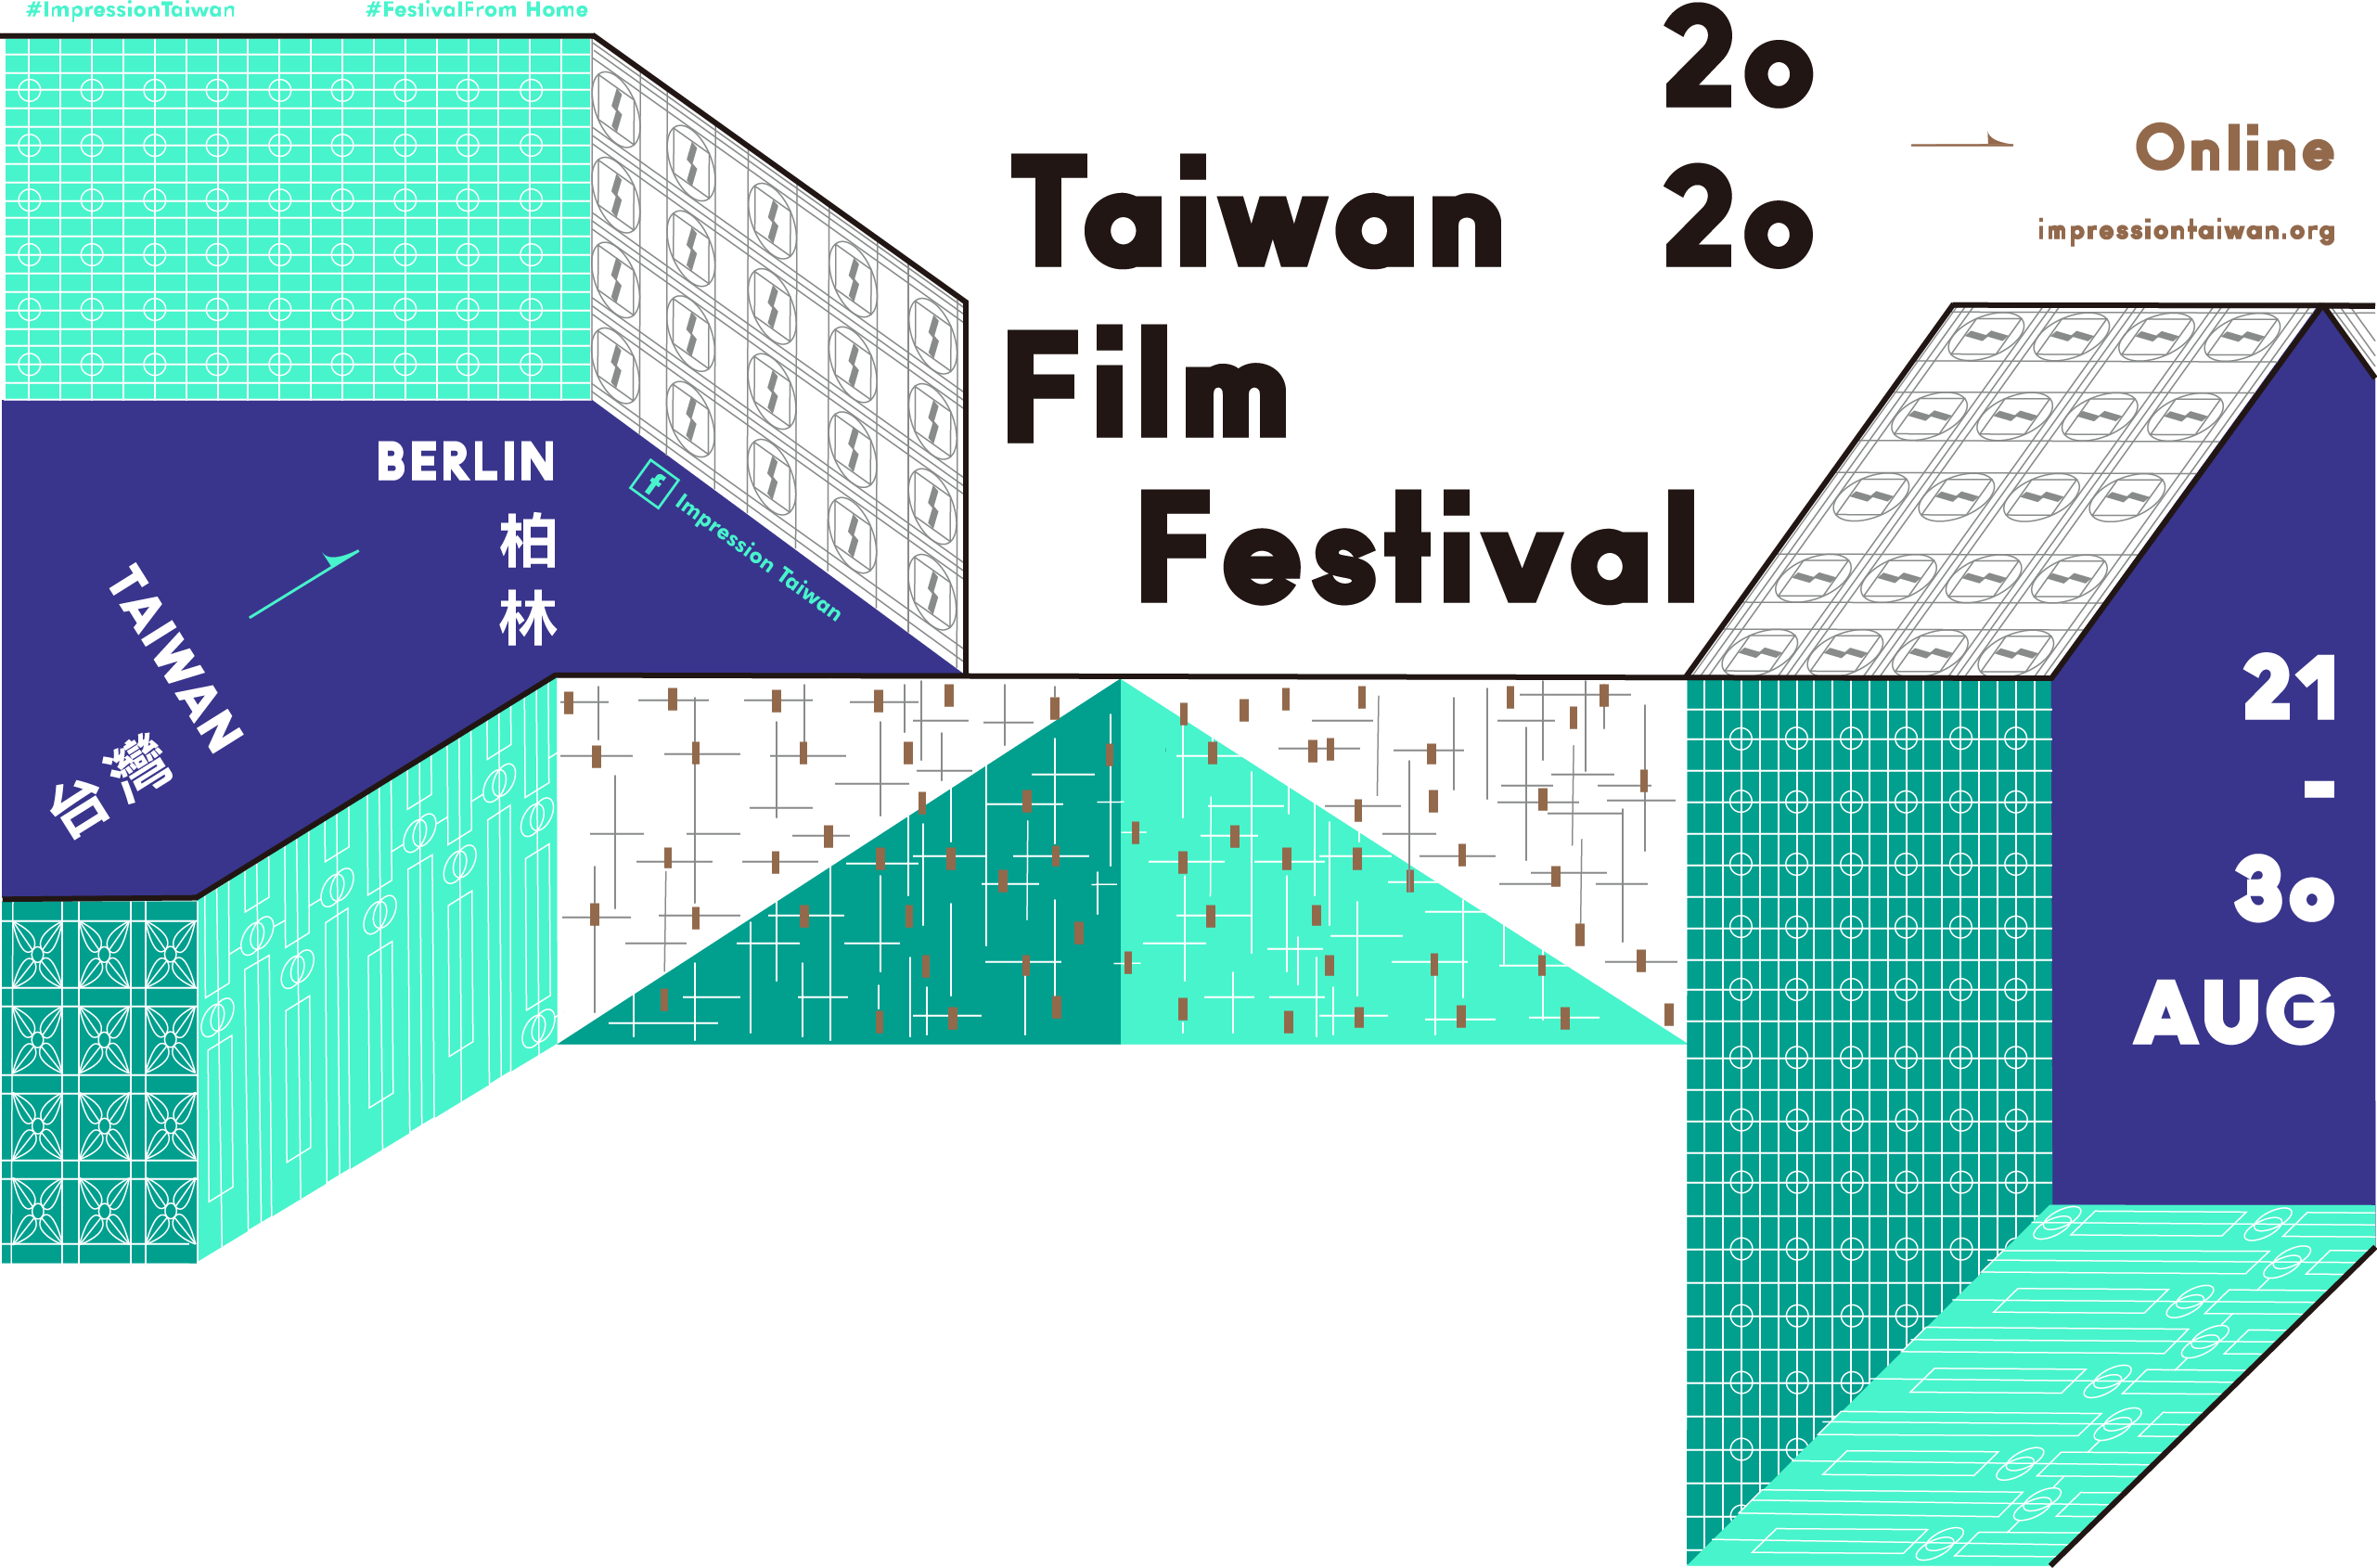 #ImpressionTaiwan
#FestivalFrom Home
Taiwan
Film
Festival
2o
2o
Online
impressiontaiwan.org
BERLIN
柏
林
TAIWAN
台灣
f Impression Taiwan
21
-
3o
AUG